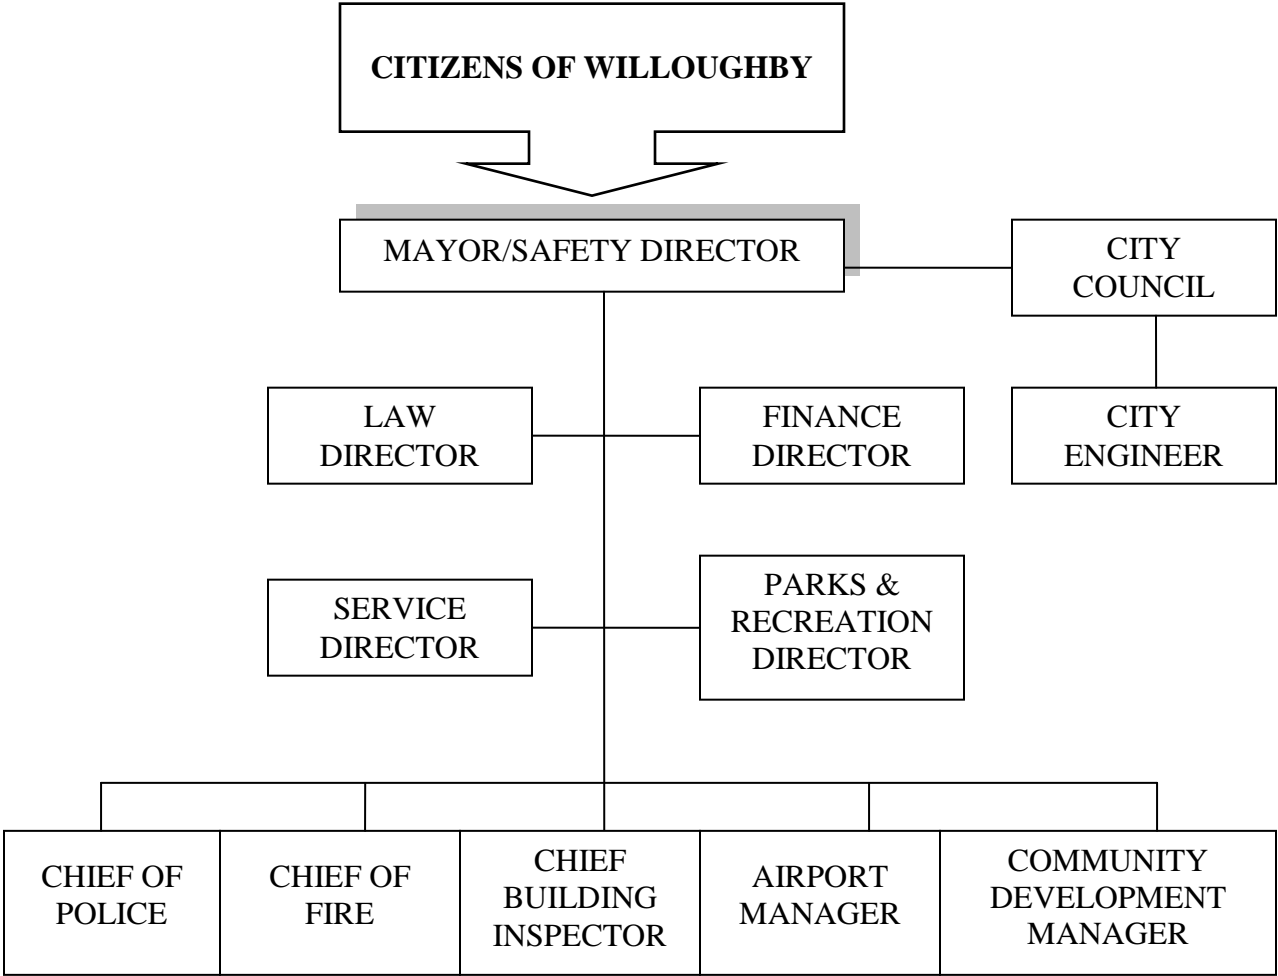 CITIZENS OF WILLOUGHBY
MAYOR/SAFETY DIRECTOR
CITY
COUNCIL
LAW
DIRECTOR
FINANCE
DIRECTOR
CITY
ENGINEER
SERVICE
DIRECTOR
PARKS &
RECREATION
DIRECTOR
CHIEF OF
POLICE
CHIEF OF
FIRE
CHIEF
BUILDING
INSPECTOR
AIRPORT
MANAGER
COMMUNITY
DEVELOPMENT
MANAGER